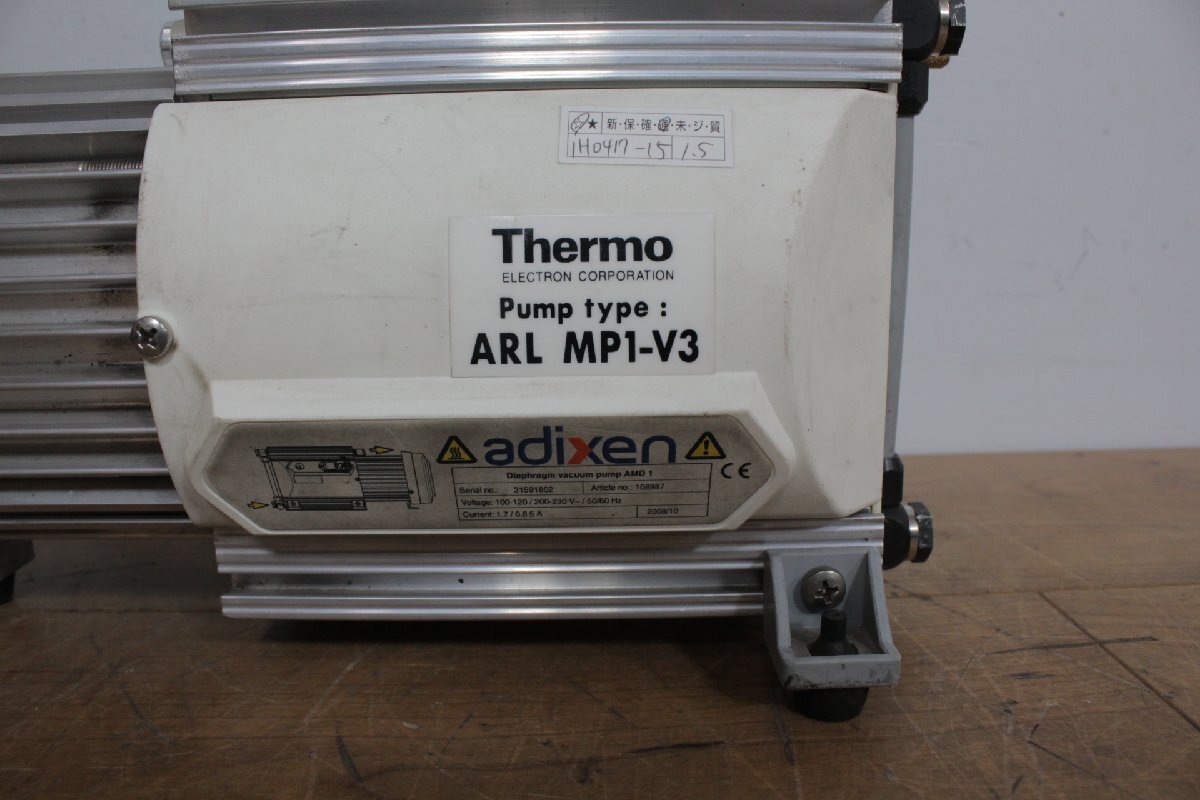 ★ 新・保・確・・未・ジ・質
1H0417-15 1.5
Thermo
ELECTRON CORPORATION
Pump type :
ARL MP1-V3
adixen
Diaphragm vacuum pump AMD 1
Serial no.: 31591802 Article no.: 108987
Voltage: 100-120 / 200-230 V~ / 50/60 Hz
Current: 1.7 / 0.85 A 2008/10
CE